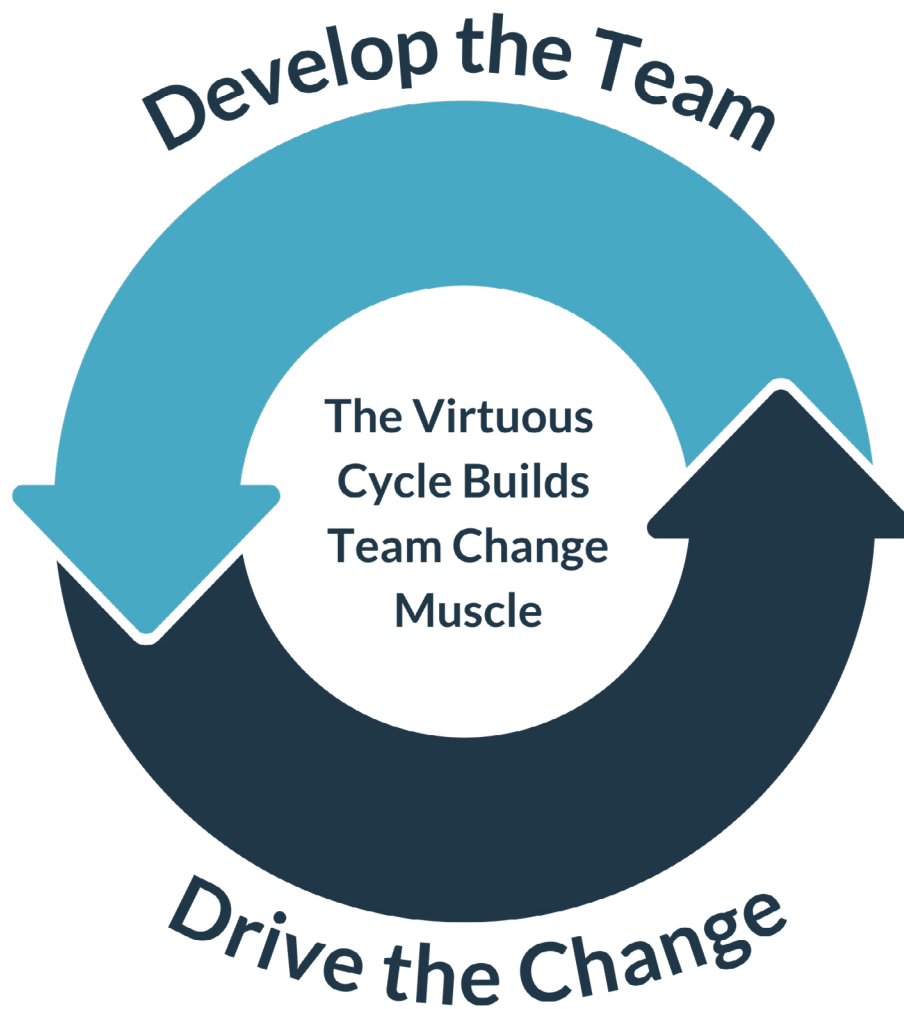 Develop the Team
The Virtuous
Cycle Builds
Team Change
Muscle
Drive the Change